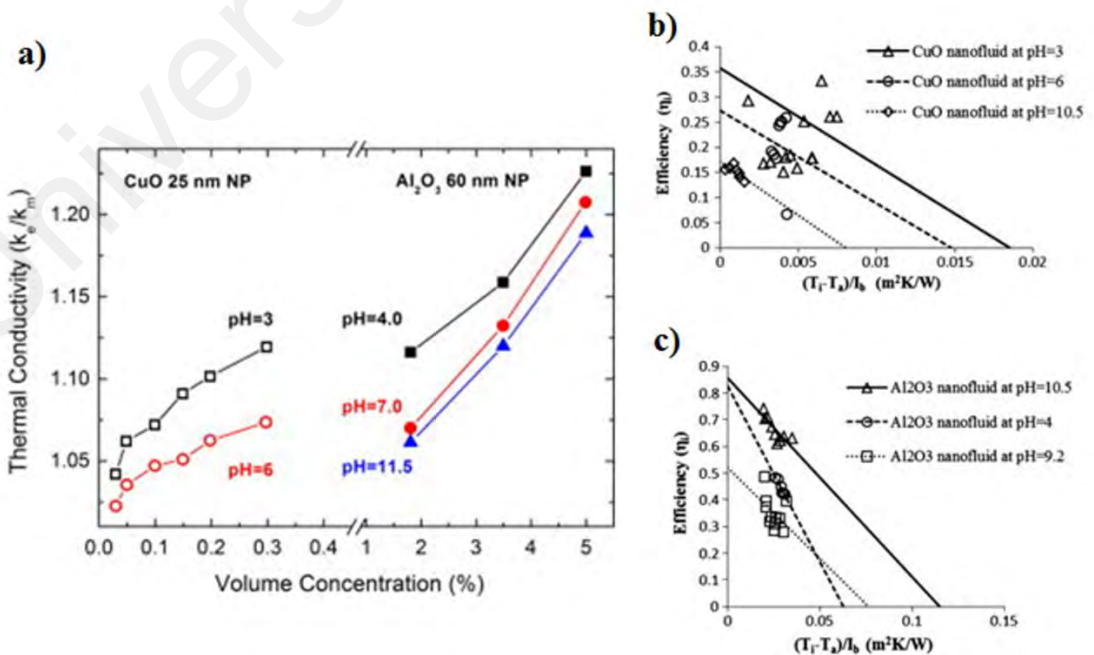 a)
CuO 25 nm NP
Al₂O₃ 60 nm NP
Thermal Conductivity (kₑ/kₘ)
1.20
1.15
1.10
1.05
pH=3
pH=6
pH=4.0
pH=7.0
pH=11.5
0.0 0.1 0.2 0.3 0.4 1 2 3 4 5
Volume Concentration (%)
b)
Efficiency (ηᵢ)
0.4
0.35
0.3
0.25
0.2
0.15
0.1
0.05
0
CuO nanofluid at pH=3
CuO nanofluid at pH=6
CuO nanofluid at pH=10.5
0 0.005 0.01 0.015 0.02
(Tᵢ-Tₐ)/I_b (m²K/W)
c)
Efficiency (ηᵢ)
0.9
0.8
0.7
0.6
0.5
0.4
0.3
0.2
0.1
0
Al2O3 nanofluid at pH=10.5
Al2O3 nanofluid at pH=4
Al2O3 nanofluid at pH=9.2
0 0.05 0.1 0.15
(Tᵢ-Tₐ)/I_b (m²K/W)